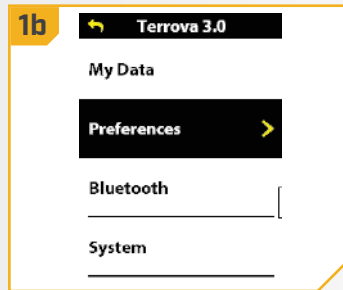 1b
Terrova 3.0
My Data
Preferences
Bluetooth
System